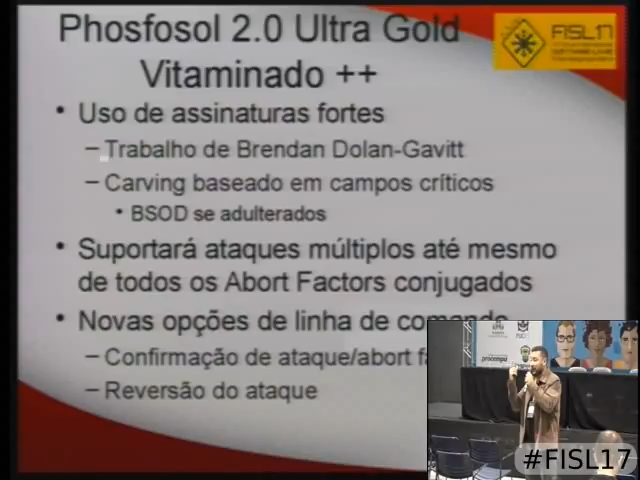 Phosfosol 2.0 Ultra Gold
Vitaminado ++
FISL17
• Uso de assinaturas fortes
– Trabalho de Brendan Dolan-Gavitt
– Carving baseado em campos críticos
• BSOD se adulterados
• Suportará ataques múltiplos até mesmo
de todos os Abort Factors conjugados
• Novas opções de linha de comando
– Confirmação de ataque/abort
– Reversão do ataque
procempa
#FISL17